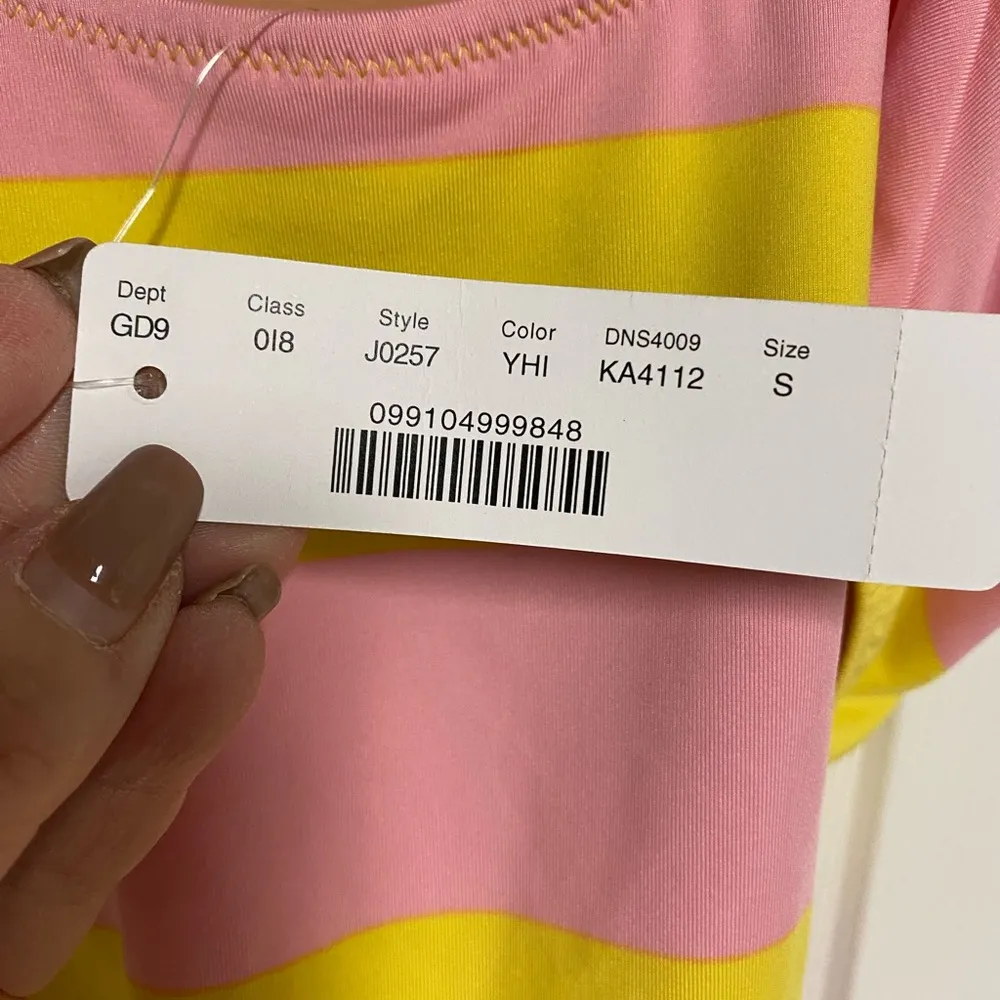 Dept Class Style Color DNS4009 Size
GD9 0I8 J0257 YHI KA4112 S
099104999848